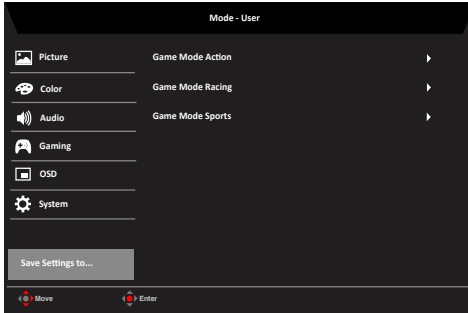 Mode - User
Picture
Color
Audio
Gaming
OSD
System
Save Settings to...
Game Mode Action
Game Mode Racing
Game Mode Sports
Move
Enter